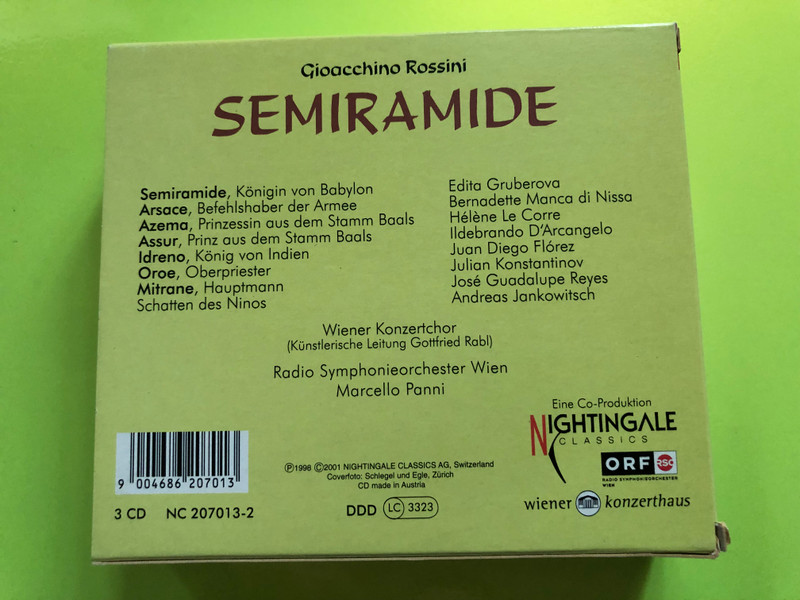 Gioacchino Rossini
SEMIRAMIDE
Semiramide, Königin von Babylon
Arsace, Befehlshaber der Armee
Azema, Prinzessin aus dem Stamm Baals
Assur, Prinz aus dem Stamm Baals
Idreno, König von Indien
Oroe, Oberpriester
Mitrane, Hauptmann
Schatten des Ninos
Edita Gruberova
Bernadette Manca di Nissa
Hélène Le Corre
Ildebrando D'Arcangelo
Juan Diego Flórez
Julian Konstantinov
José Guadalupe Reyes
Andreas Jankowitsch
Wiener Konzertchor
(Künstlerische Leitung Gottfried Rabl)
Radio Symphonieorchester Wien
Marcello Panni
Eine Co-Produktion
NIGHTINGALE
CLASSICS
ORF RSO
RADIO SYMPHONIEORCHESTER
WIEN
wiener konzerthaus
9 004686 207013
3 CD NC 207013-2
Ⓟ1998 ©2001 NIGHTINGALE CLASSICS AG, Switzerland
Coverfoto: Schlegel und Egle, Zürich
CD made in Austria
DDD LC 3323